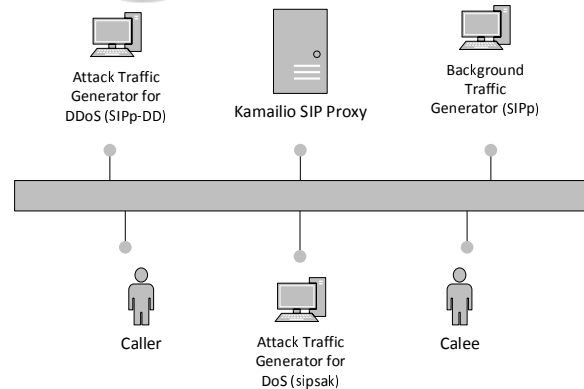 Attack Traffic
Generator for
DDoS (SIPp-DD)
Kamailio SIP Proxy
Background
Traffic
Generator (SIPp)
Caller
Attack Traffic
Generator for
DoS (sipsak)
Calee